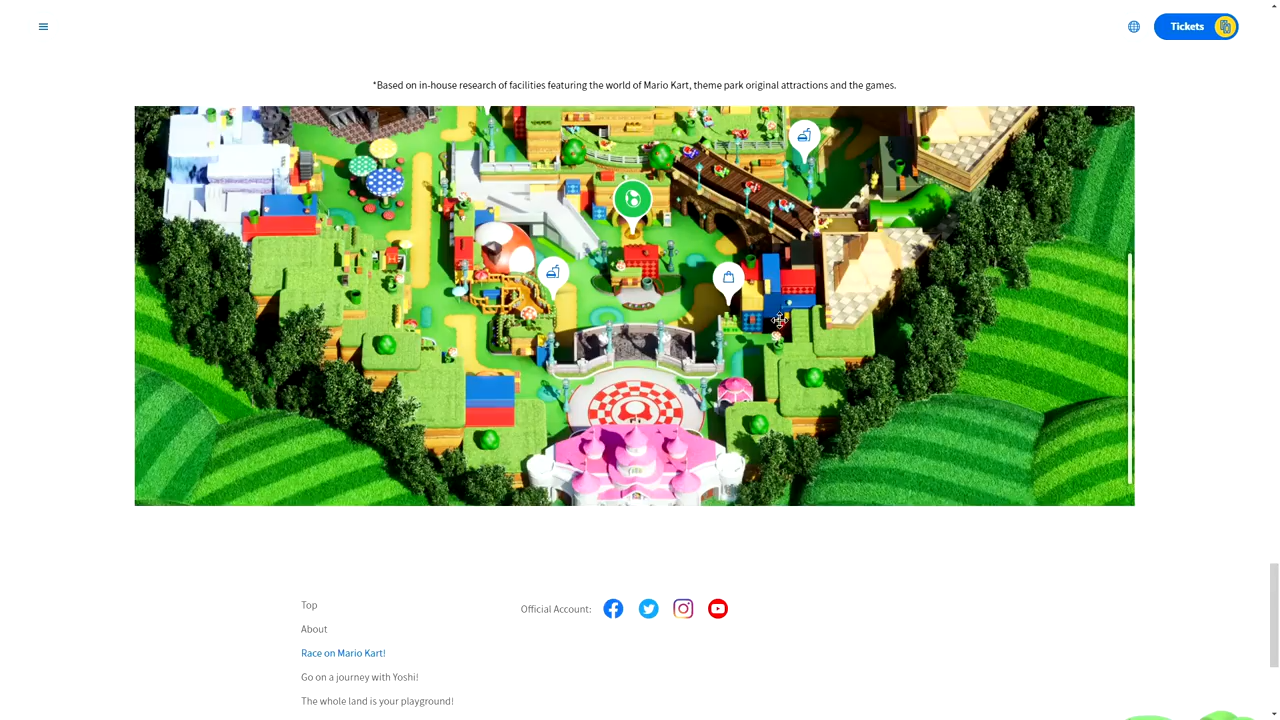 Tickets
*Based on in-house research of facilities featuring the world of Mario Kart, theme park original attractions and the games.
Top
Official Account:
About
Race on Mario Kart!
Go on a journey with Yoshi!
The whole land is your playground!